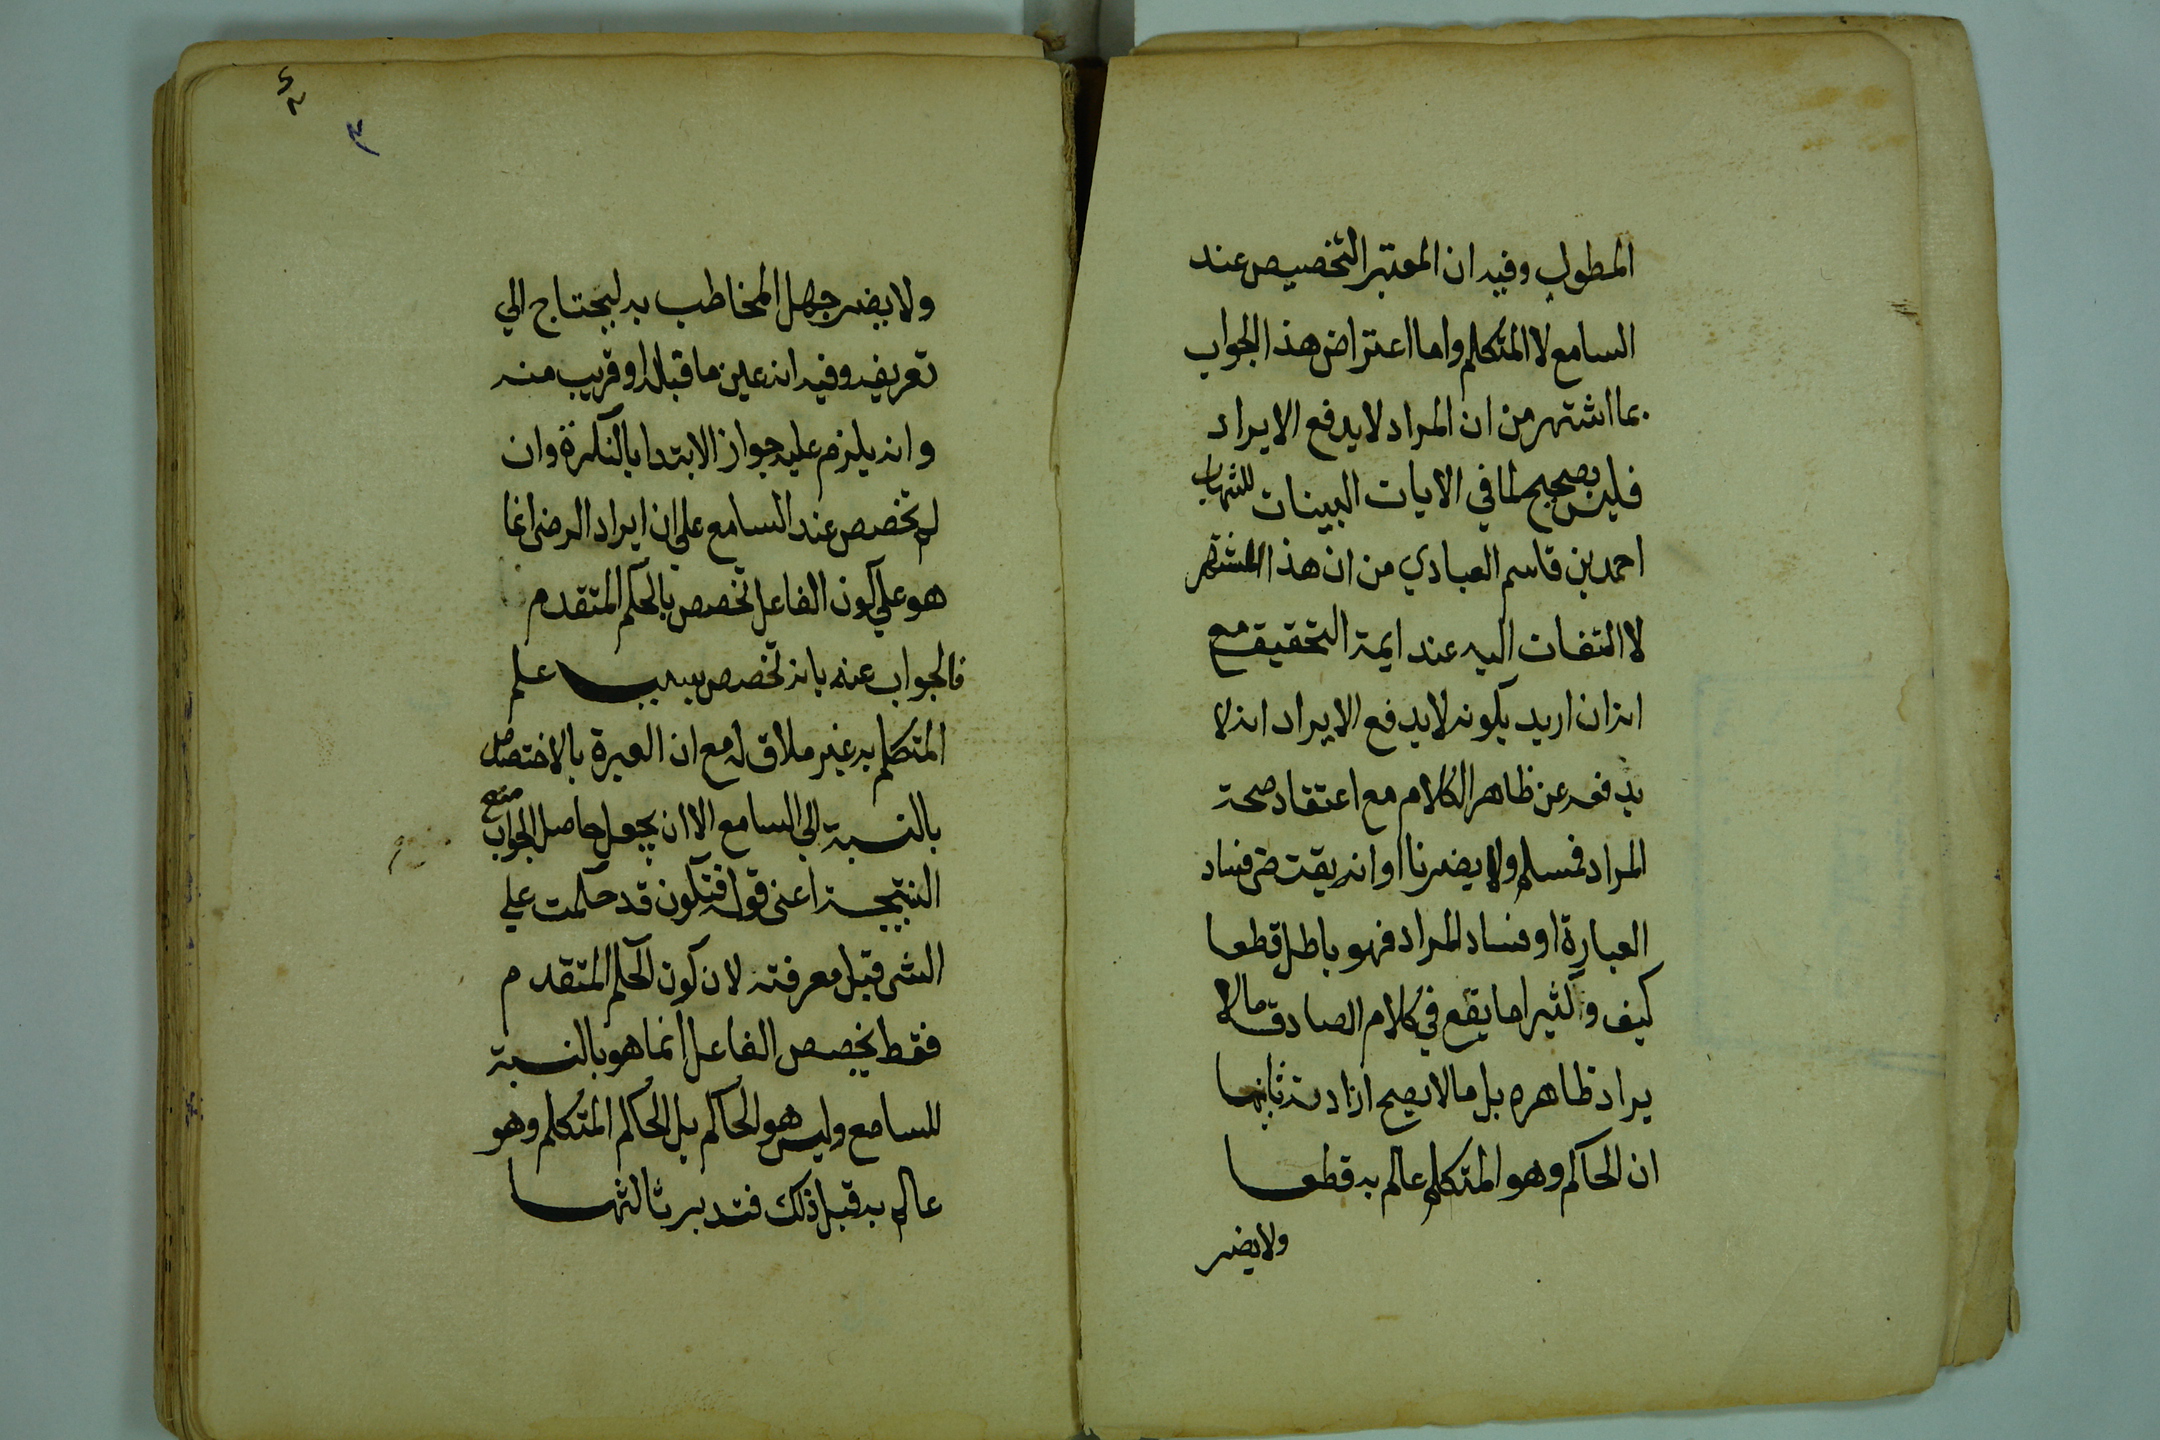 المطول وفيه ان المعتبر التخصيص عند
السامع لا المتكلم واما اعتراض هذا الجواب
بما اشتهر من ان المراد لا يدفع الايراد
فليس بصحيح لما في الايات البينات للشهاب
احمد بن قاسم العبادي من ان هذا المشتهر
لا التفات اليه عند ايمة التحقيق مع
انه ان اريد بكونه لا يدفع الايراد انه لا
يدفعه عن ظاهر الكلام مع اعتقاد صحة
المراد فمسلم ولا يضرنا او انه يقتضي فساد
العبارة او فساد المراد فهو باطل قطعا
كيف وكثيرا ما يقع في كلام الصادق ما لا
يراد ظاهره بل ما لا يصح ارادته ثانيها
ان الحاكم وهو المتكلم عالم به قطعا
ولا يضر
٣
ولا يضر جهل المخاطب به ليحتاج الي
تعريفه وفيه انه عين ما قبله او قريب منه
وانه يلزم عليه جواز الابتدا بالنكرة وان
لم تخصص عند السامع علي ان ايراد الرضي انما
هو علي كون الفاعل تخصص بالحكم المتقدم
فالجواب عنه بانه تخصص بسبب علم
المتكلم به غير ملاق له مع ان العبرة بالاختصاص
بالنسبة الي السامع الا ان يجعل حاصل الجواب منع
النتيجة اعني قوله فتكون قد حكمت علي
الشي قبل معرفته لان كون الحكم المتقدم
فقط يخصص الفاعل انما هو بالنسبة
للسامع وليس هو الحاكم بل الحاكم المتكلم وهو
عالم به قبل ذلك فتدبر ثالثها